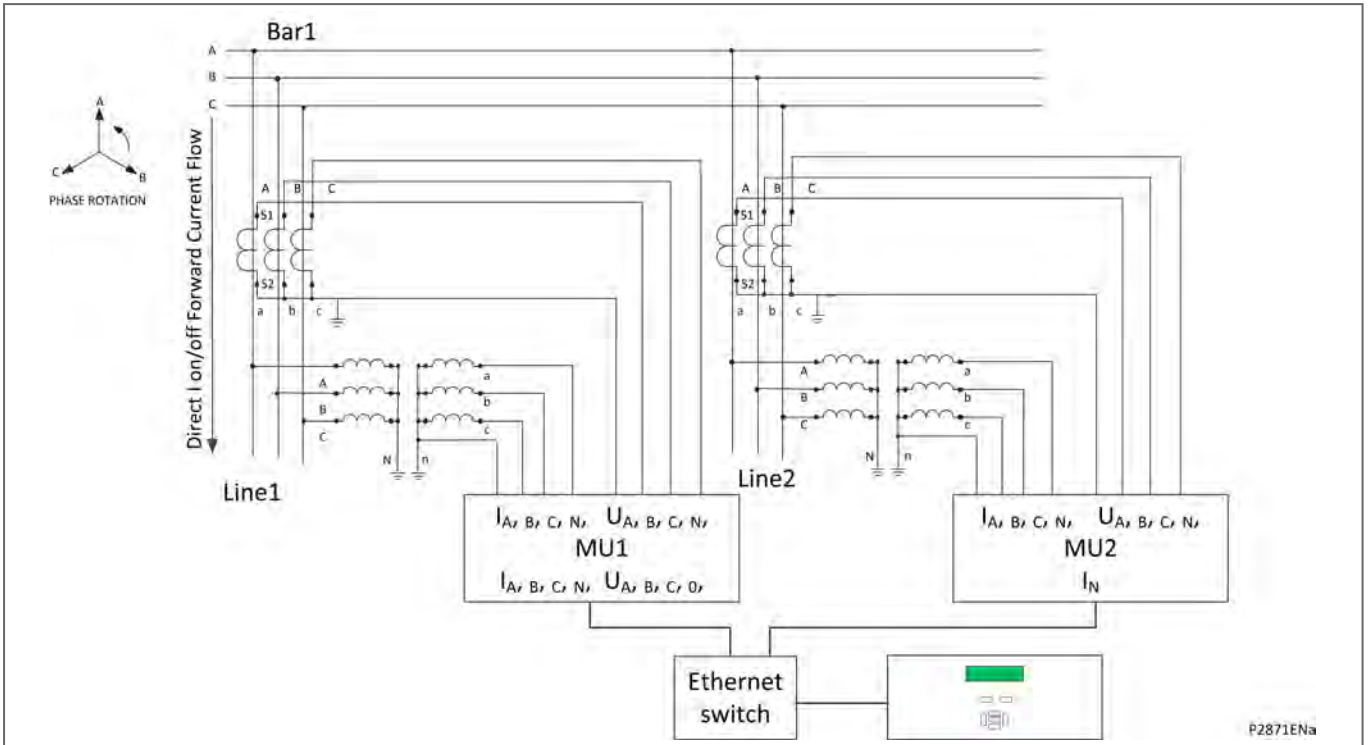 Bar1
A
B
C
A
C
B
PHASE ROTATION
Direct I on/off Forward Current Flow
A B C
S1
S2
a b c
A
B
C
a
b
c
N n
Line1
A B C
S1
S2
a b c
A
B
C
a
b
c
N n
Line2
IA, B, C, N, UA, B, C, N,
MU1
IA, B, C, N, UA, B, C, 0,
IA, B, C, N, UA, B, C, N,
MU2
IN
Ethernet
switch
P2871ENa